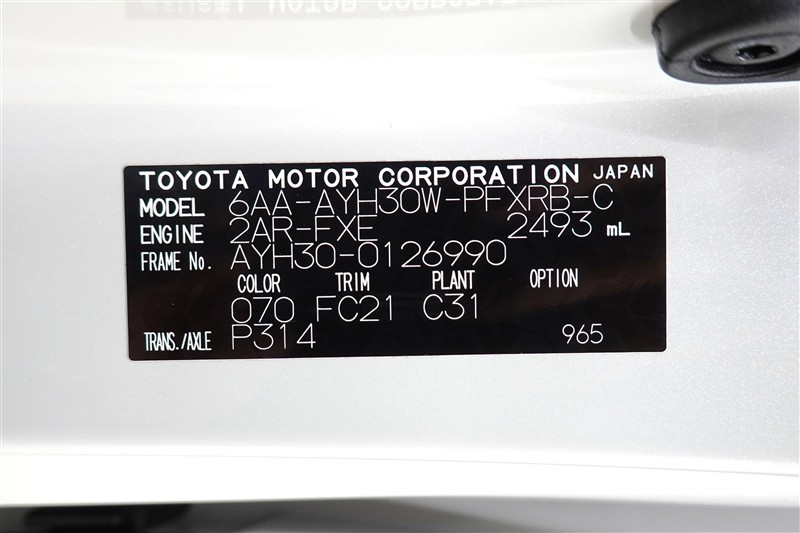 TOYOTA MOTOR CORPORATION JAPAN
MODEL 6AA-AYH30W-PFXRB-C
ENGINE 2AR-FXE 2493 mL
FRAME No. AYH30-0126990
COLOR TRIM PLANT OPTION
070 FC21 C31
TRANS./AXLE P314 965